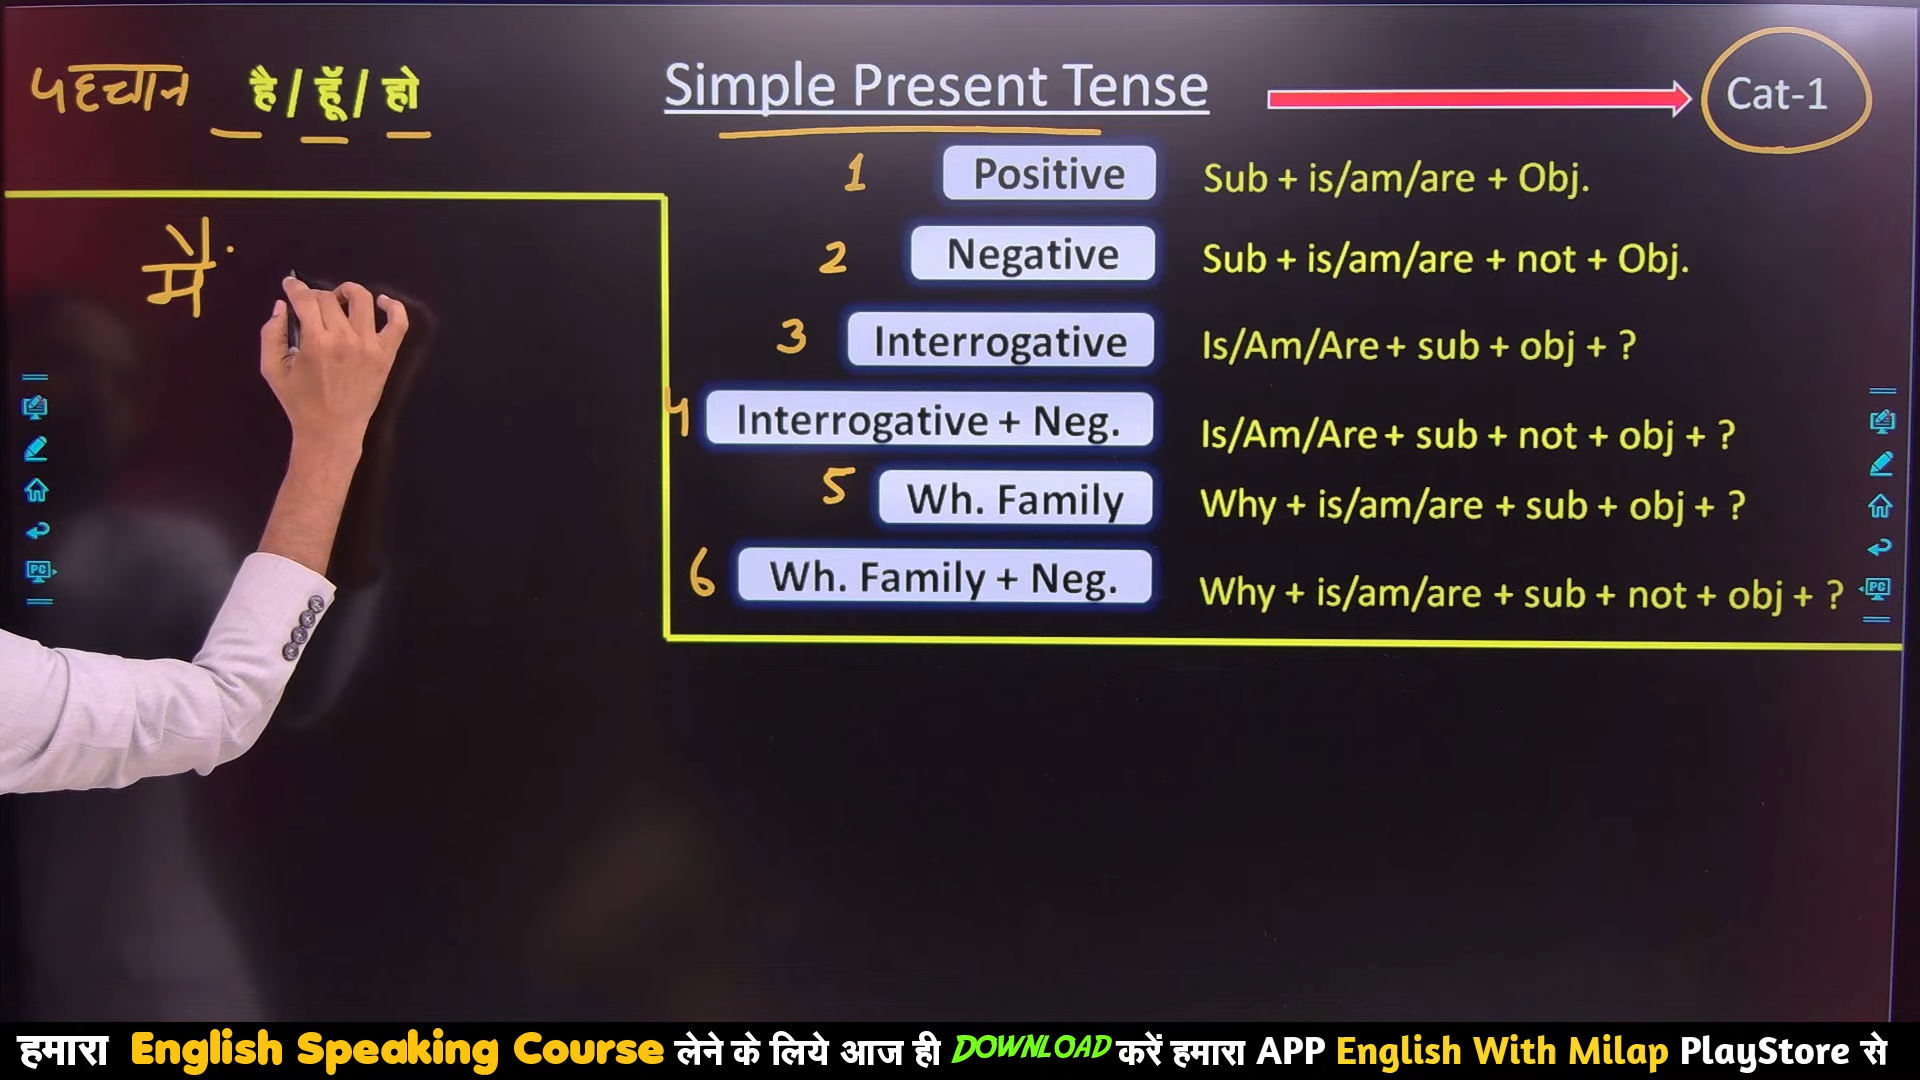 पहचान है / हूँ / हो
Simple Present Tense
Cat-1
1 Positive Sub + is/am/are + Obj.
2 Negative Sub + is/am/are + not + Obj.
3 Interrogative Is/Am/Are + sub + obj + ?
4 Interrogative + Neg. Is/Am/Are + sub + not + obj + ?
5 Wh. Family Why + is/am/are + sub + obj + ?
6 Wh. Family + Neg. Why + is/am/are + sub + not + obj + ?
मैं
PC
PC
हमारा English Speaking Course लेने के लिये आज ही DOWNLOAD करें हमारा APP English With Milap PlayStore से